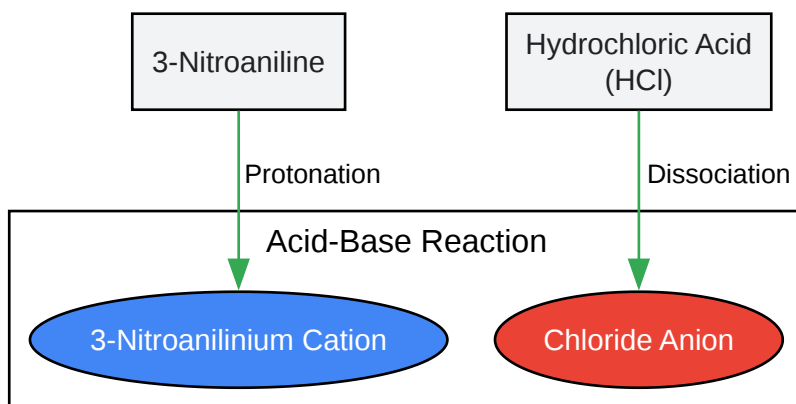 3-Nitroaniline
Hydrochloric Acid
(HCl)
Protonation
Dissociation
Acid-Base Reaction
3-Nitroanilinium Cation
Chloride Anion